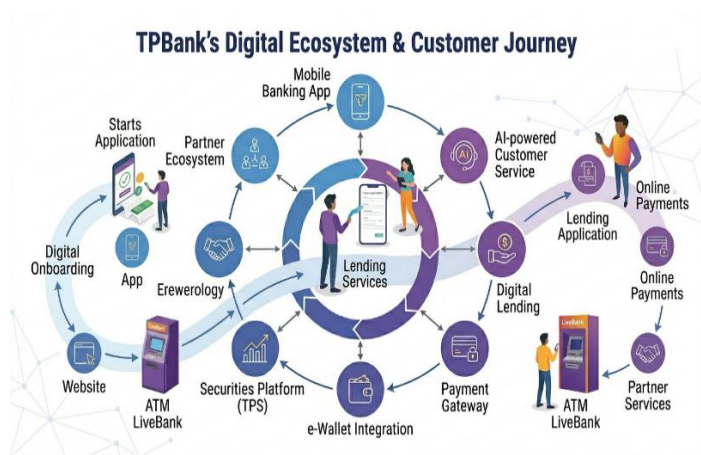 TPBank's Digital Ecosystem & Customer Journey
Mobile
Banking App
Starts
Application
Partner
Ecosystem
AI-powered
Customer
Service
AI
Online
Payments
Lending
Application
Digital
Onboarding
App
Erewerology
Lending
Services
Digital
Lending
Online
Payments
LiveBank
LiveBank
Website
ATM
LiveBank
Securities Platform
(TPS)
e-Wallet Integration
Payment
Gateway
ATM
LiveBank
Partner
Services